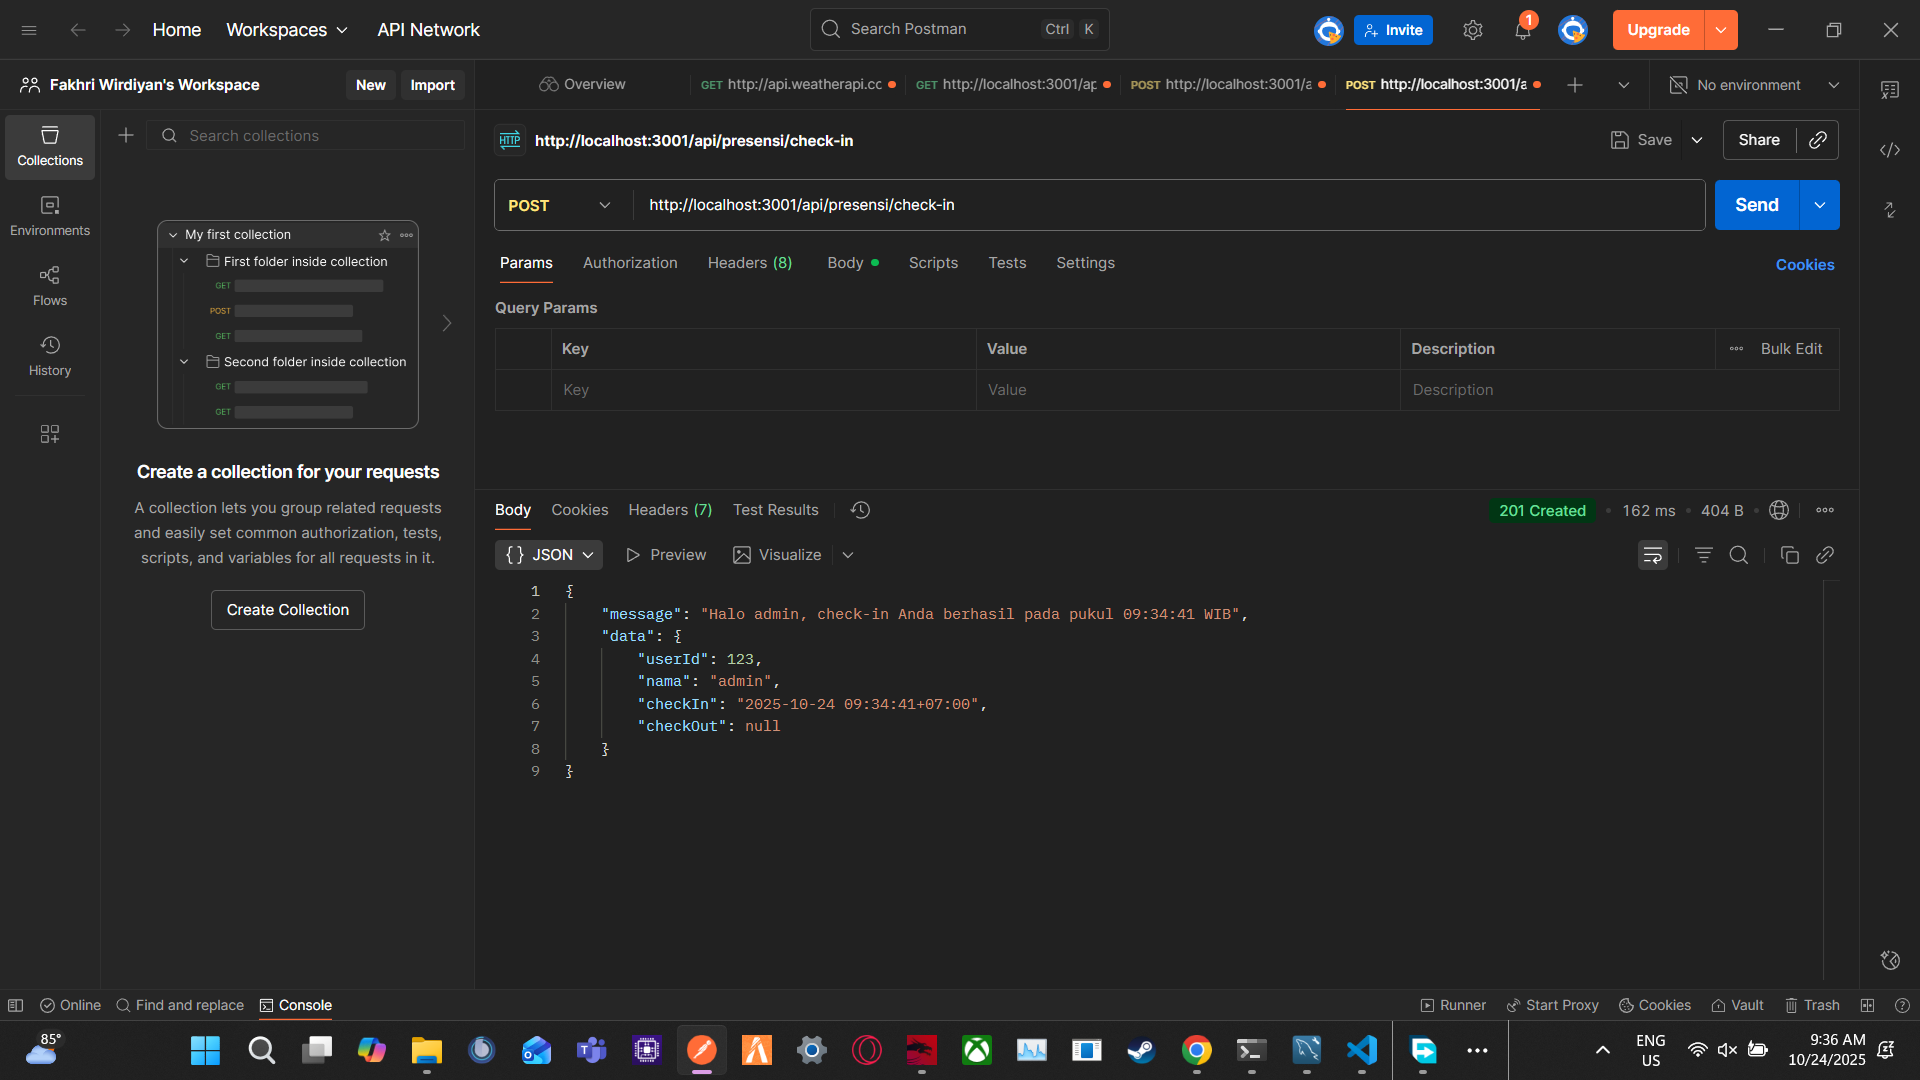 Home
Workspaces
API Network
Search Postman
Ctrl K
Invite
1
Upgrade
Fakhri Wirdiyan's Workspace
New
Import
Overview
GET http://api.weatherapi.cc
GET http://localhost:3001/ap
POST http://localhost:3001/a
POST http://localhost:3001/a
No environment
Collections
Environments
Flows
History
Search collections
My first collection
First folder inside collection
GET
POST
GET
Second folder inside collection
GET
GET
Create a collection for your requests
A collection lets you group related requests
and easily set common authorization, tests,
scripts, and variables for all requests in it.
Create Collection
HTTP http://localhost:3001/api/presensi/check-in
Save
Share
POST http://localhost:3001/api/presensi/check-in
Send
Params Authorization Headers (8) Body Scripts Tests Settings
Cookies
Query Params
Key Value Description Bulk Edit
Key Value Description
Body Cookies Headers (7) Test Results
201 Created • 162 ms • 404 B
{} JSON Preview Visualize
1 {
2 "message": "Halo admin, check-in Anda berhasil pada pukul 09:34:41 WIB",
3 "data": {
4 "userId": 123,
5 "nama": "admin",
6 "checkIn": "2025-10-24 09:34:41+07:00",
7 "checkOut": null
8 }
9 }
Online Find and replace Console
Runner Start Proxy Cookies Vault Trash
85°
ENG
US
9:36 AM
10/24/2025